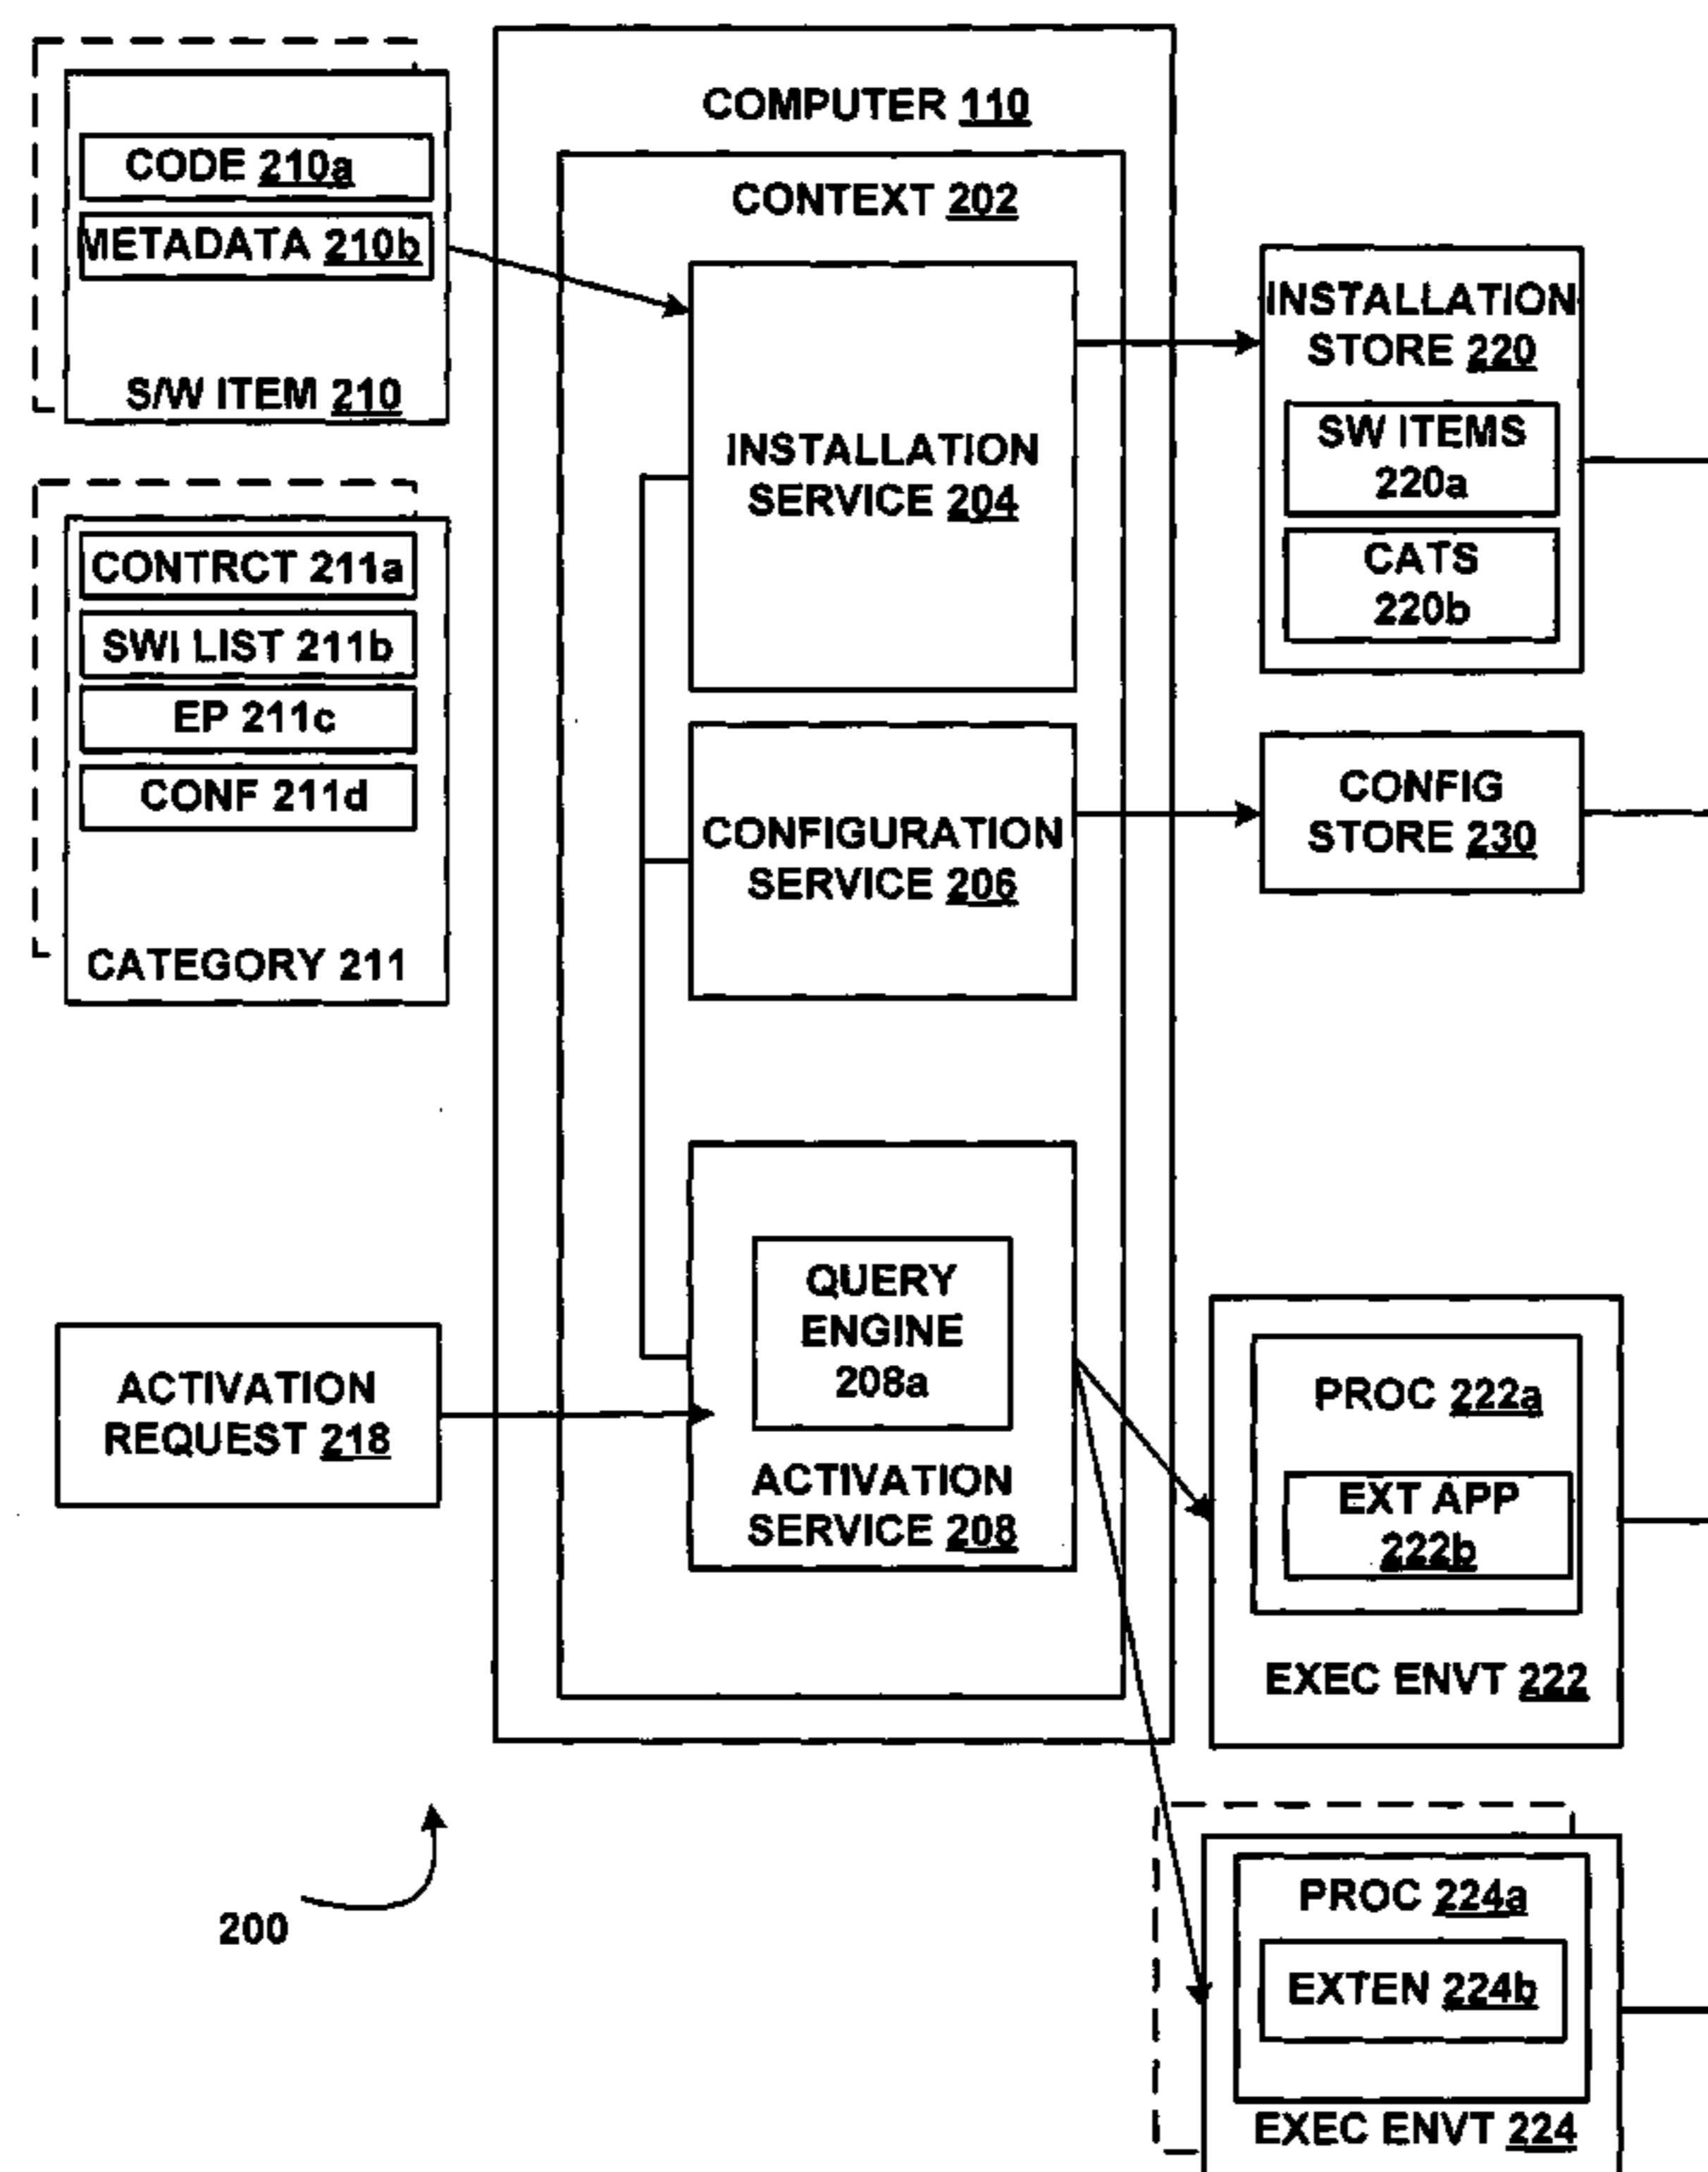 COMPUTER 110
CONTEXT 202
CODE 210a
METADATA 210b
S/W ITEM 210
CONTRCT 211a
SWI LIST 211b
EP 211c
CONF 211d
CATEGORY 211
INSTALLATION
SERVICE 204
CONFIGURATION
SERVICE 206
QUERY
ENGINE
208a
ACTIVATION
SERVICE 208
ACTIVATION
REQUEST 218
INSTALLATION
STORE 220
SW ITEMS
220a
CATS
220b
CONFIG
STORE 230
PROC 222a
EXT APP
222b
EXEC ENVT 222
PROC 224a
EXTEN 224b
EXEC ENVT 224
200